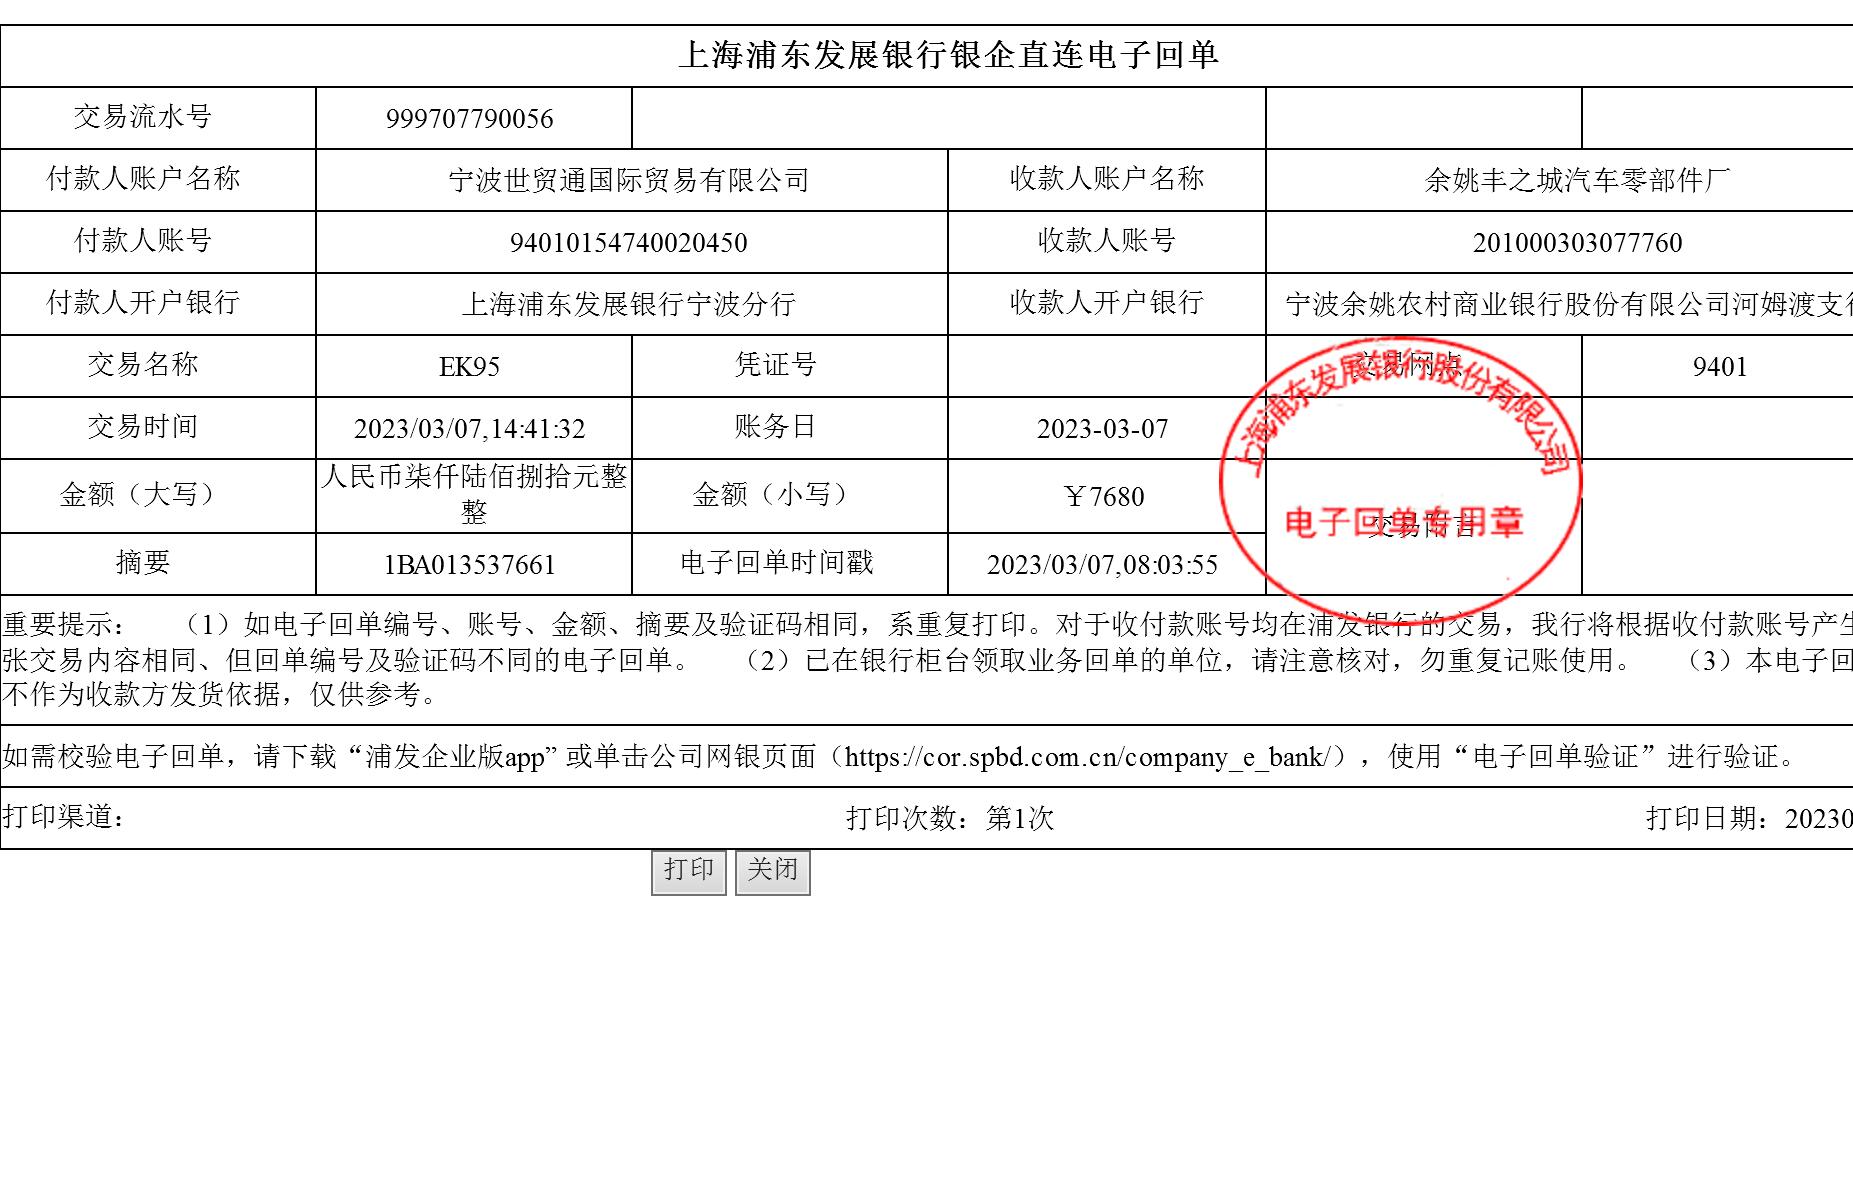 上海浦东发展银行银企直连电子回单
交易流水号 999707790056
付款人账户名称 宁波世贸通国际贸易有限公司 收款人账户名称 余姚丰之城汽车零部件厂
付款人账号 94010154740020450 收款人账号 201000303077760
付款人开户银行 上海浦东发展银行宁波分行 收款人开户银行 宁波余姚农村商业银行股份有限公司河姆渡支行
交易名称 EK95 凭证号 交易网点 9401
上海浦东发展银行股份有限公司
交易时间 2023/03/07,14:41:32 账务日 2023-03-07
金额（大写） 人民币柒仟陆佰捌拾元整
整 金额（小写） ￥7680
交易附言
电子回单专用章
摘要 1BA013537661 电子回单时间戳 2023/03/07,08:03:55
重要提示： （1）如电子回单编号、账号、金额、摘要及验证码相同，系重复打印。对于收付款账号均在浦发银行的交易，我行将根据收付款账号产生
张交易内容相同、但回单编号及验证码不同的电子回单。 （2）已在银行柜台领取业务回单的单位，请注意核对，勿重复记账使用。 （3）本电子回
不作为收款方发货依据，仅供参考。
如需校验电子回单，请下载“浦发企业版app” 或单击公司网银页面（https://cor.spbd.com.cn/company_e_bank/），使用“电子回单验证”进行验证。
打印渠道： 打印次数：第1次 打印日期：20230
打印 关闭